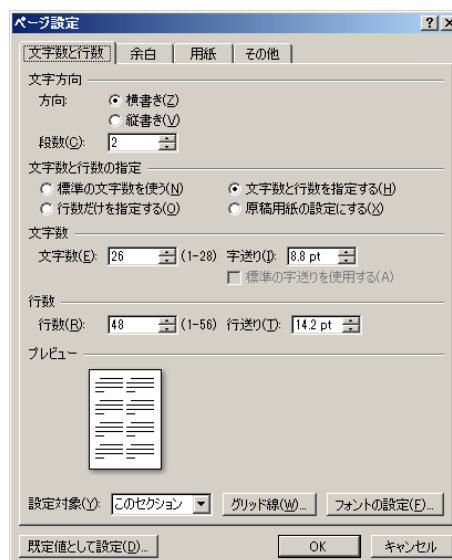 ページ設定
文字数と行数 余白 用紙 その他
文字方向
方向: 横書き(Z)
縦書き(V)
段数(C): 2
文字数と行数の指定
標準の文字数を使う(N) 文字数と行数を指定する(H)
行数だけを指定する(O) 原稿用紙の設定にする(X)
文字数
文字数(E): 26 (1-28) 字送り(I): 8.8 pt
標準の字送りを使用する(A)
行数
行数(R): 48 (1-56) 行送り(T): 14.2 pt
プレビュー
設定対象(Y): このセクション グリッド線(W)... フォントの設定(F)...
既定値として設定(D)... OK キャンセル